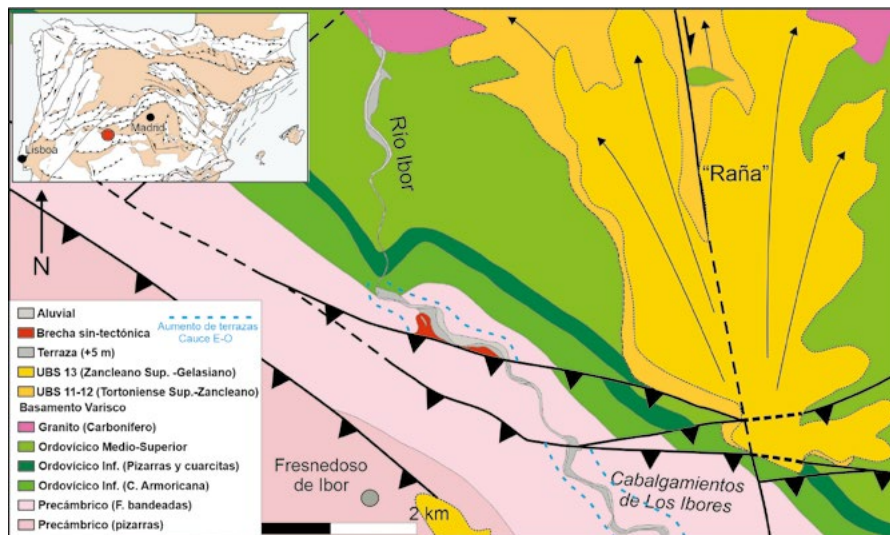 Lisboa
Madrid
N
Río Ibor
"Raña"
Aluvial
Brecha sin-tectónica
Terraza (+5 m)
UBS 13 (Zancleano Sup. -Gelasiano)
UBS 11-12 (Tortoniense Sup.-Zancleano)
Basamento Varisco
Granito (Carbonífero)
Ordovícico Medio-Superior
Ordovícico Inf. (Pizarras y cuarcitas)
Ordovícico Inf. (C. Armoricana)
Precámbrico (F. bandeadas)
Precámbrico (pizarras)
Aumento de terrazas
Cauce E-O
Fresnedoso
de Ibor
2 km
Cabalgamientos
de Los Ibores